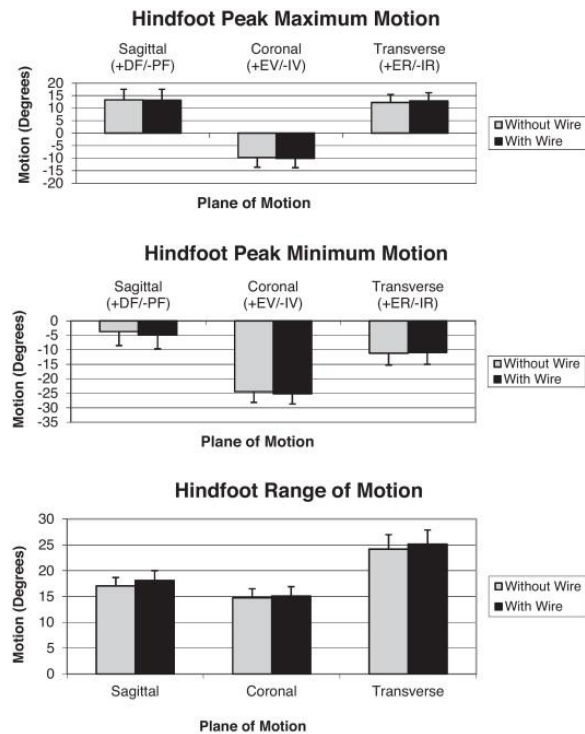 Hindfoot Peak Maximum Motion
Sagittal Coronal Transverse
(+DF/-PF) (+EV/-IV) (+ER/-IR)
Motion (Degrees)
20
15
10
5
0
-5
-10
-15
-20
Without Wire
With Wire
Plane of Motion
Hindfoot Peak Minimum Motion
Sagittal Coronal Transverse
(+DF/-PF) (+EV/-IV) (+ER/-IR)
Motion (Degrees)
0
-5
-10
-15
-20
-25
-30
-35
Without Wire
With Wire
Plane of Motion
Hindfoot Range of Motion
Motion (Degrees)
30
25
20
15
10
5
0
Without Wire
With Wire
Sagittal Coronal Transverse
Plane of Motion